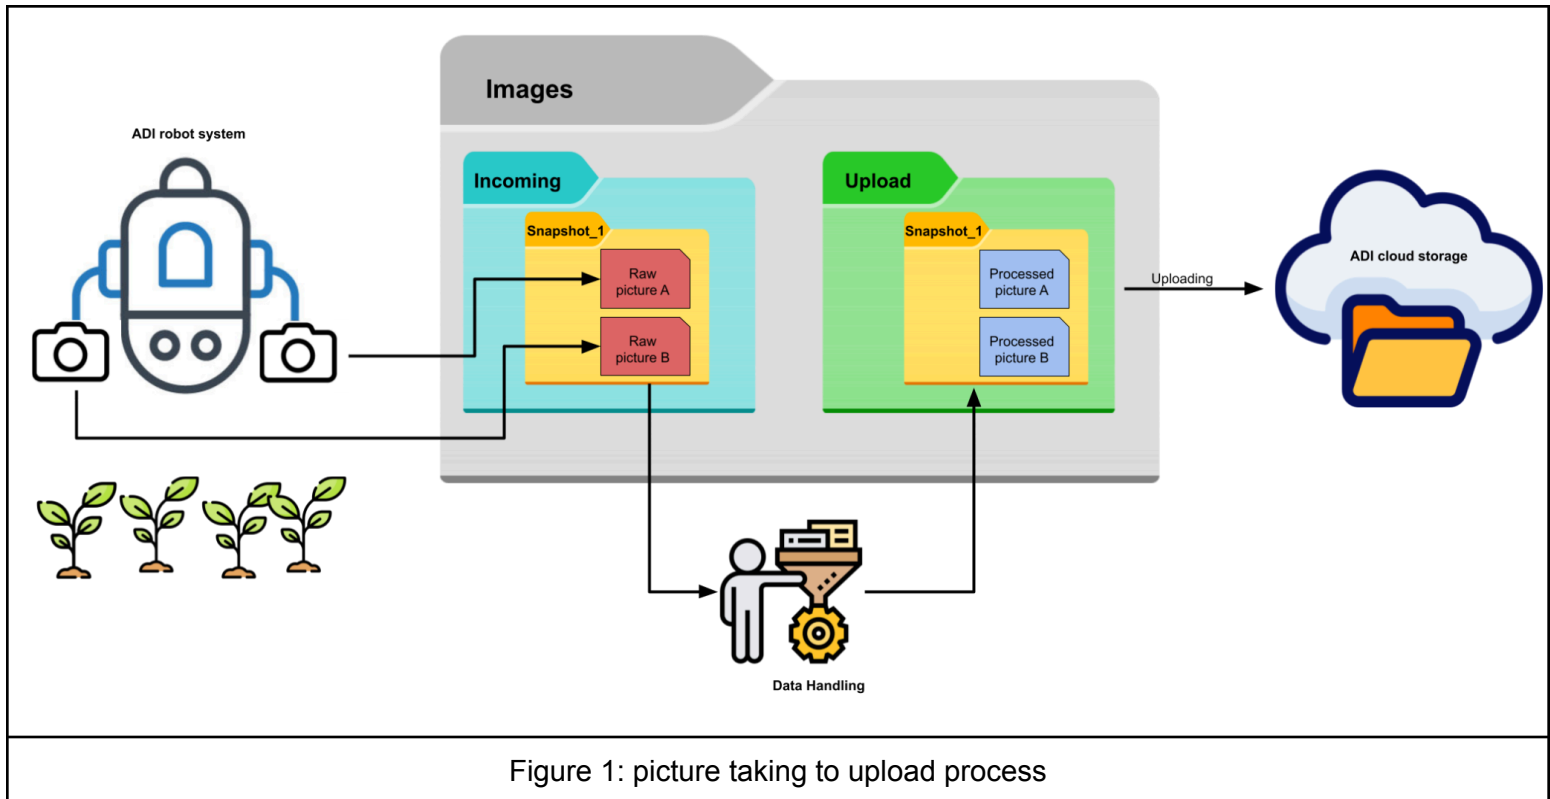 Images
ADI robot system
Incoming
Upload
Snapshot_1
Snapshot_1
Raw
picture A
Processed
picture A
ADI cloud storage
Uploading
Raw
picture B
Processed
picture B
Data Handling
Figure 1: picture taking to upload process